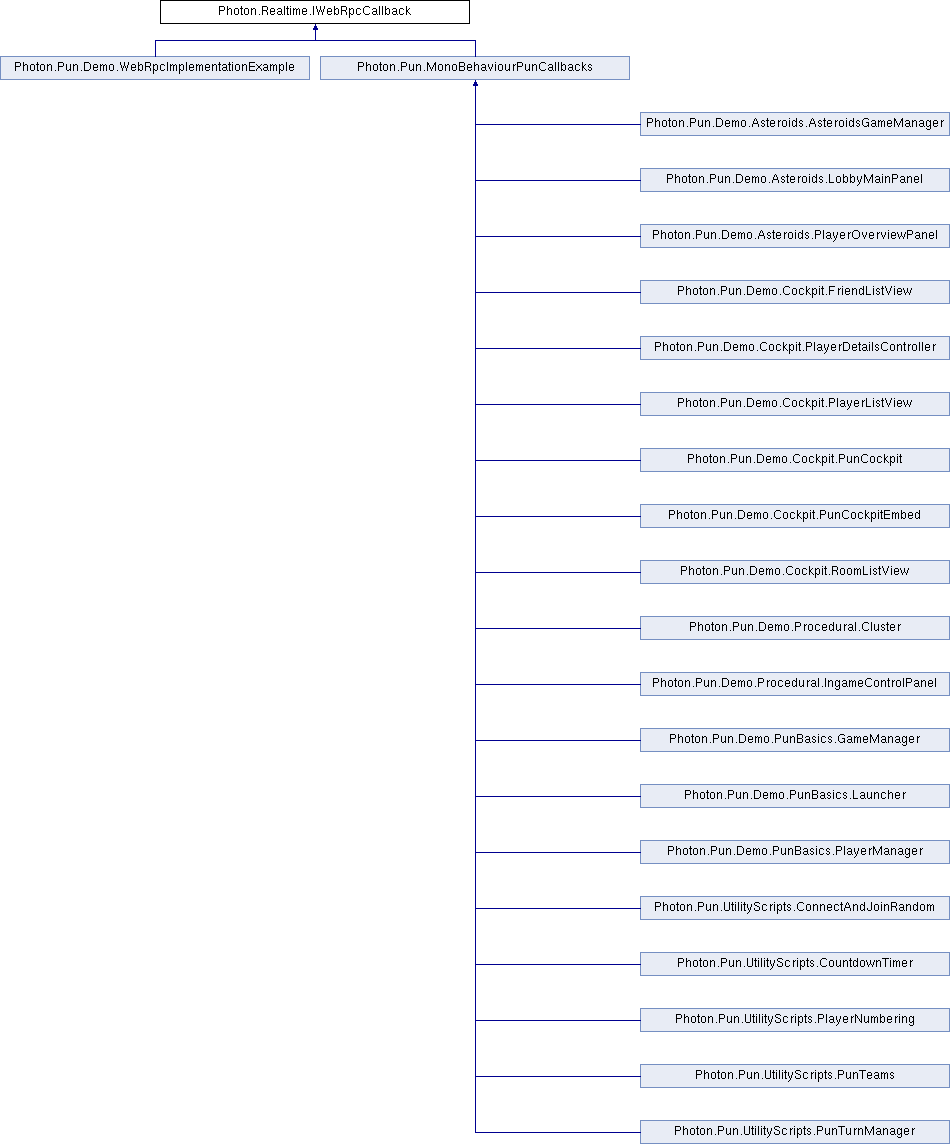 Photon.Realtime.IWebRpcCallback
Photon.Pun.Demo.WebRpcImplementationExample
Photon.Pun.MonoBehaviourPunCallbacks
Photon.Pun.Demo.Asteroids.AsteroidsGameManager
Photon.Pun.Demo.Asteroids.LobbyMainPanel
Photon.Pun.Demo.Asteroids.PlayerOverviewPanel
Photon.Pun.Demo.Cockpit.FriendListView
Photon.Pun.Demo.Cockpit.PlayerDetailsController
Photon.Pun.Demo.Cockpit.PlayerListView
Photon.Pun.Demo.Cockpit.PunCockpit
Photon.Pun.Demo.Cockpit.PunCockpitEmbed
Photon.Pun.Demo.Cockpit.RoomListView
Photon.Pun.Demo.Procedural.Cluster
Photon.Pun.Demo.Procedural.IngameControlPanel
Photon.Pun.Demo.PunBasics.GameManager
Photon.Pun.Demo.PunBasics.Launcher
Photon.Pun.Demo.PunBasics.PlayerManager
Photon.Pun.UtilityScripts.ConnectAndJoinRandom
Photon.Pun.UtilityScripts.CountdownTimer
Photon.Pun.UtilityScripts.PlayerNumbering
Photon.Pun.UtilityScripts.PunTeams
Photon.Pun.UtilityScripts.PunTurnManager